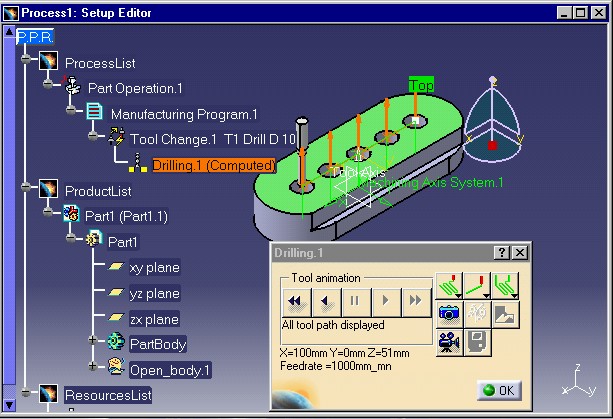 Process1: Setup Editor
P.P.R.
ProcessList
Part Operation.1
Manufacturing Program.1
Tool Change.1 T1 Drill D 10
Drilling.1 (Computed)
ProductList
Part1 (Part1.1)
Part1
xy plane
yz plane
zx plane
PartBody
Open_body.1
ResourcesList
Top
Tool Axis
Machining Axis System.1
z
x
y
Drilling.1
Tool animation
All tool path displayed
X=100mm Y=0mm Z=51mm
Feedrate =1000mm_mn
OK
z
x
y